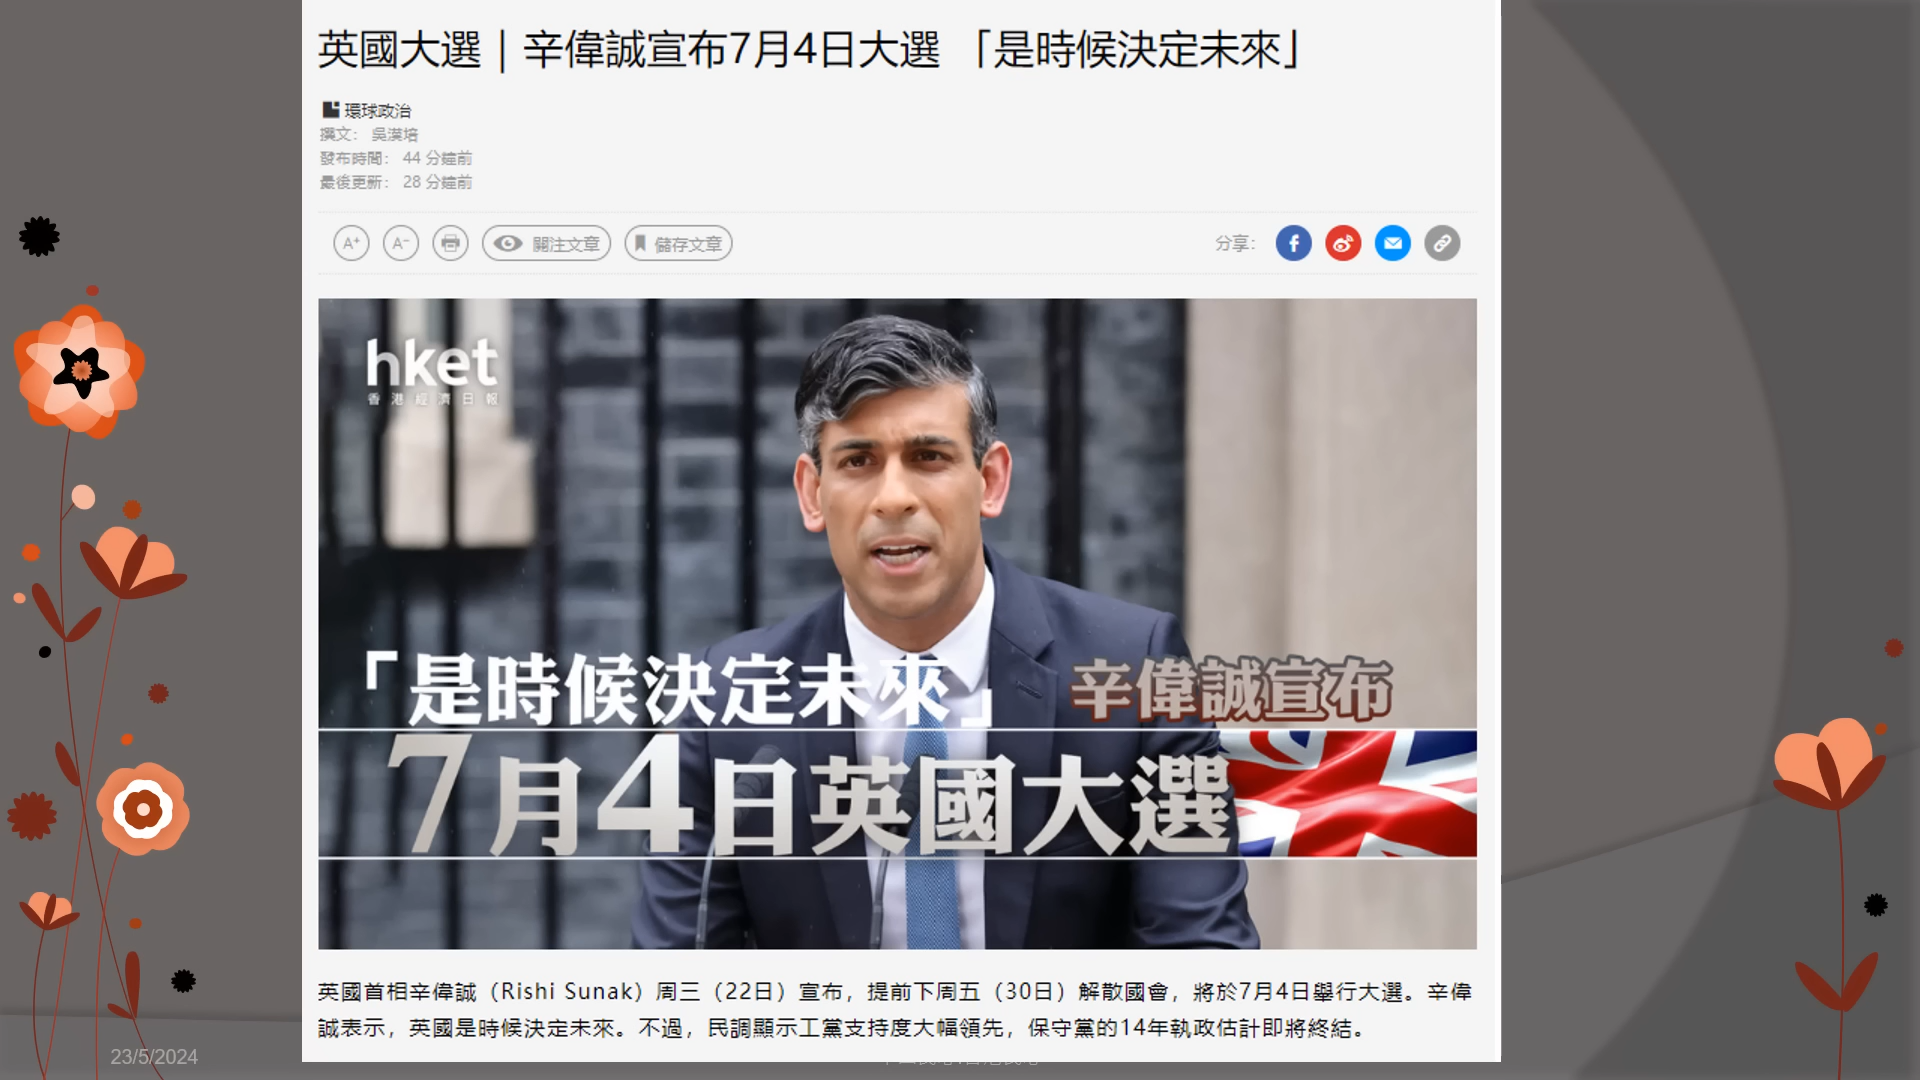 英國大選｜辛偉誠宣布7月4日大選 「是時候決定未來」
環球政治
撰文： 吳漢培
發布時間： 44 分鐘前
最後更新： 28 分鐘前
A+ A- 關注文章 儲存文章 分享：
hket
香港經濟日報
「是時候決定未來」 辛偉誠宣布
7月4日英國大選
英國首相辛偉誠（Rishi Sunak）周三（22日）宣布，提前下周五（30日）解散國會，將於7月4日舉行大選。辛偉
誠表示，英國是時候決定未來。不過，民調顯示工黨支持度大幅領先，保守黨的14年執政估計即將終結。
23/5/2024